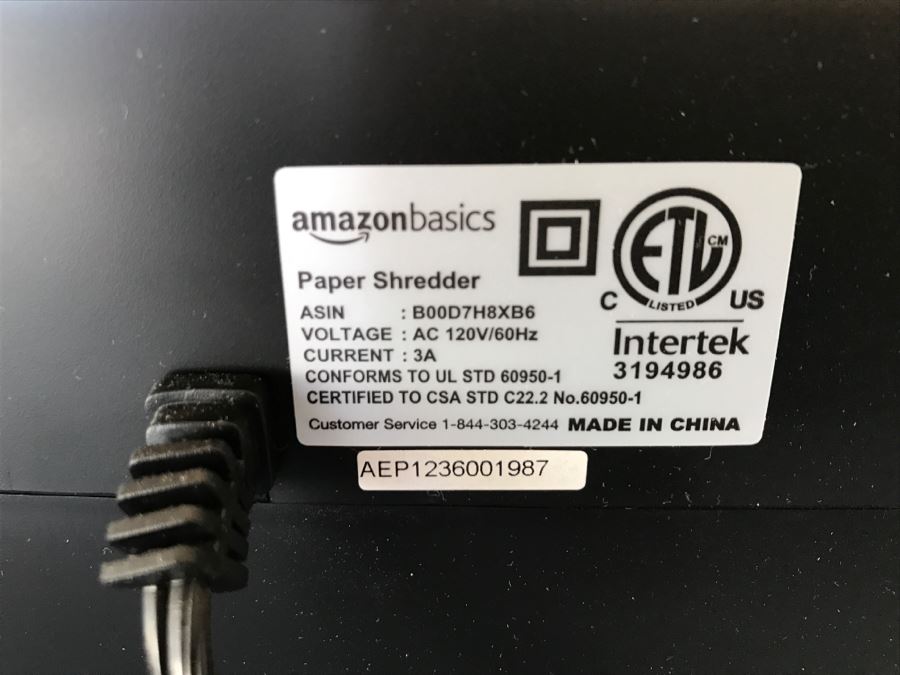 amazonbasics
Paper Shredder
ASIN : B00D7H8XB6
VOLTAGE : AC 120V/60Hz
CURRENT : 3A
CONFORMS TO UL STD 60950-1
CERTIFIED TO CSA STD C22.2 No.60950-1
Customer Service 1-844-303-4244 MADE IN CHINA
ETL CM
LISTED
C US
Intertek
3194986
AEP1236001987